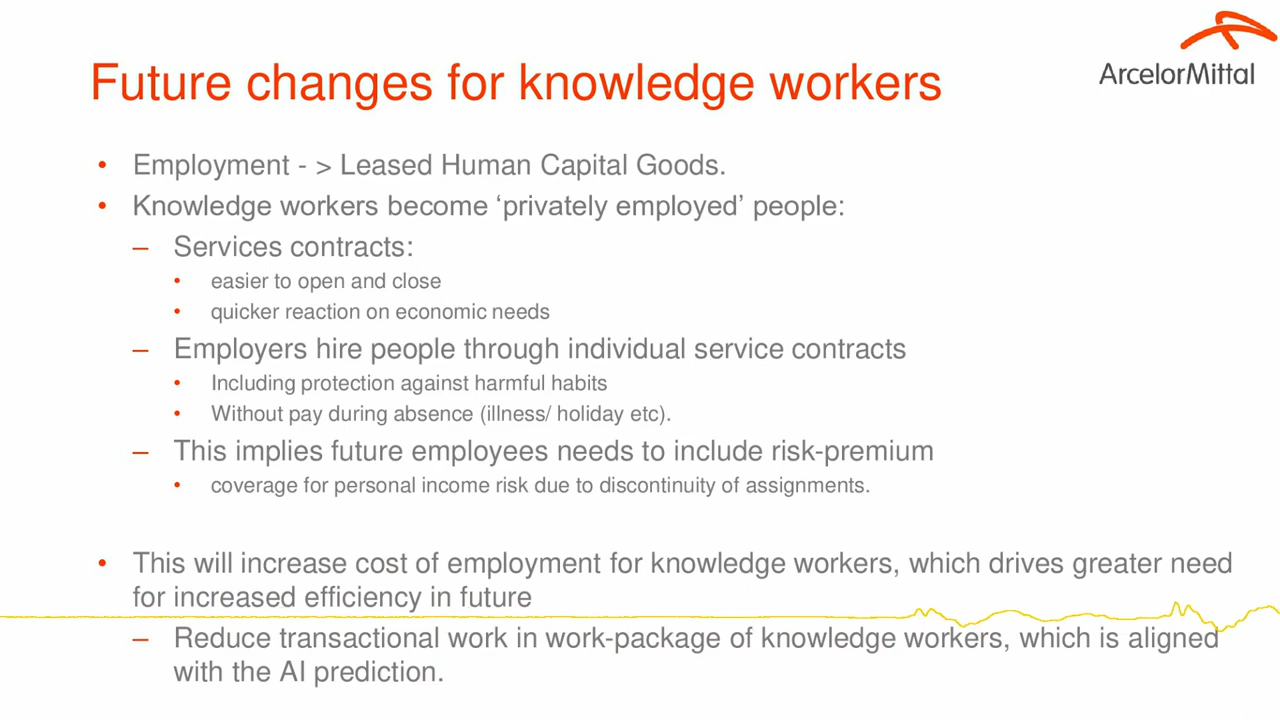 ArcelorMittal
Future changes for knowledge workers
• Employment - > Leased Human Capital Goods.
• Knowledge workers become ‘privately employed’ people:
– Services contracts:
• easier to open and close
• quicker reaction on economic needs
– Employers hire people through individual service contracts
• Including protection against harmful habits
• Without pay during absence (illness/ holiday etc).
– This implies future employees needs to include risk-premium
• coverage for personal income risk due to discontinuity of assignments.
• This will increase cost of employment for knowledge workers, which drives greater need
for increased efficiency in future
– Reduce transactional work in work-package of knowledge workers, which is aligned
with the AI prediction.